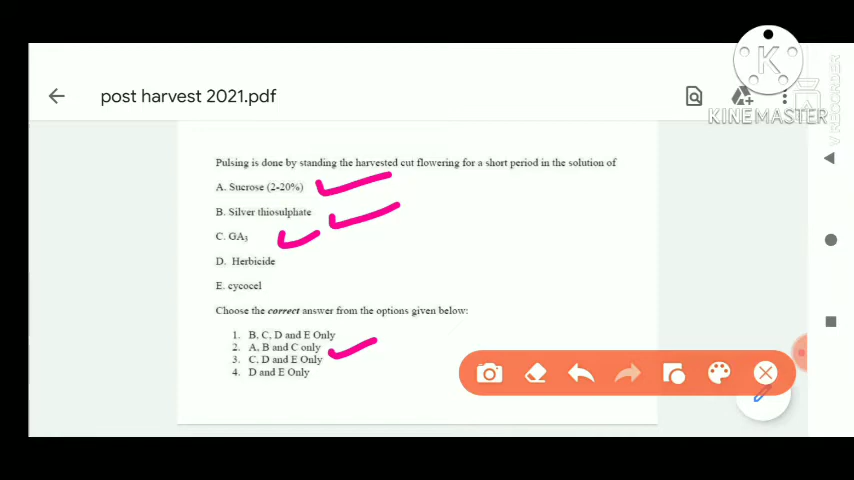 K
KINEMASTER
V RECORDER
post harvest 2021.pdf
Pulsing is done by standing the harvested cut flowering for a short period in the solution of
A. Sucrose (2-20%)
B. Silver thiosulphate
C. GA₃
D. Herbicide
E. cycocel
Choose the correct answer from the options given below:
1. B, C, D and E Only
2. A, B and C only
3. C, D and E Only
4. D and E Only